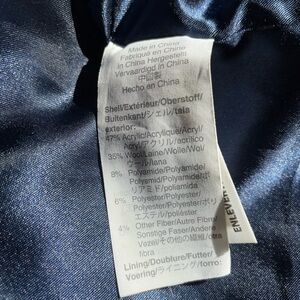 Made in China
Fabriqué en China
In China Hergestellt
Vervaardigd in China
中国製
Hecho en China
Shell/Extérieur/Oberstoff/
Buitenkant/シェル/tela
exterior:
47% Acrylic/Acrylique/Acryl/
Acryl/アクリル/acrílico
35% Wool/Laine/Wolle/Wol/
ウール/lana
8% Polyamide/Polyamide/
Polyamid/Polyamide/ポ
リアミド/poliamida
6% Polyester/Polyester/
Polyester/Polyester/ポリ
エステル/poliéster
4% Other Fiber/Autre Fibre/
Sonstige Faser/Andere
Vezel/その他の繊維/otra
fibra
Lining/Doublure/Futter/
Voering/ライニング/forro: